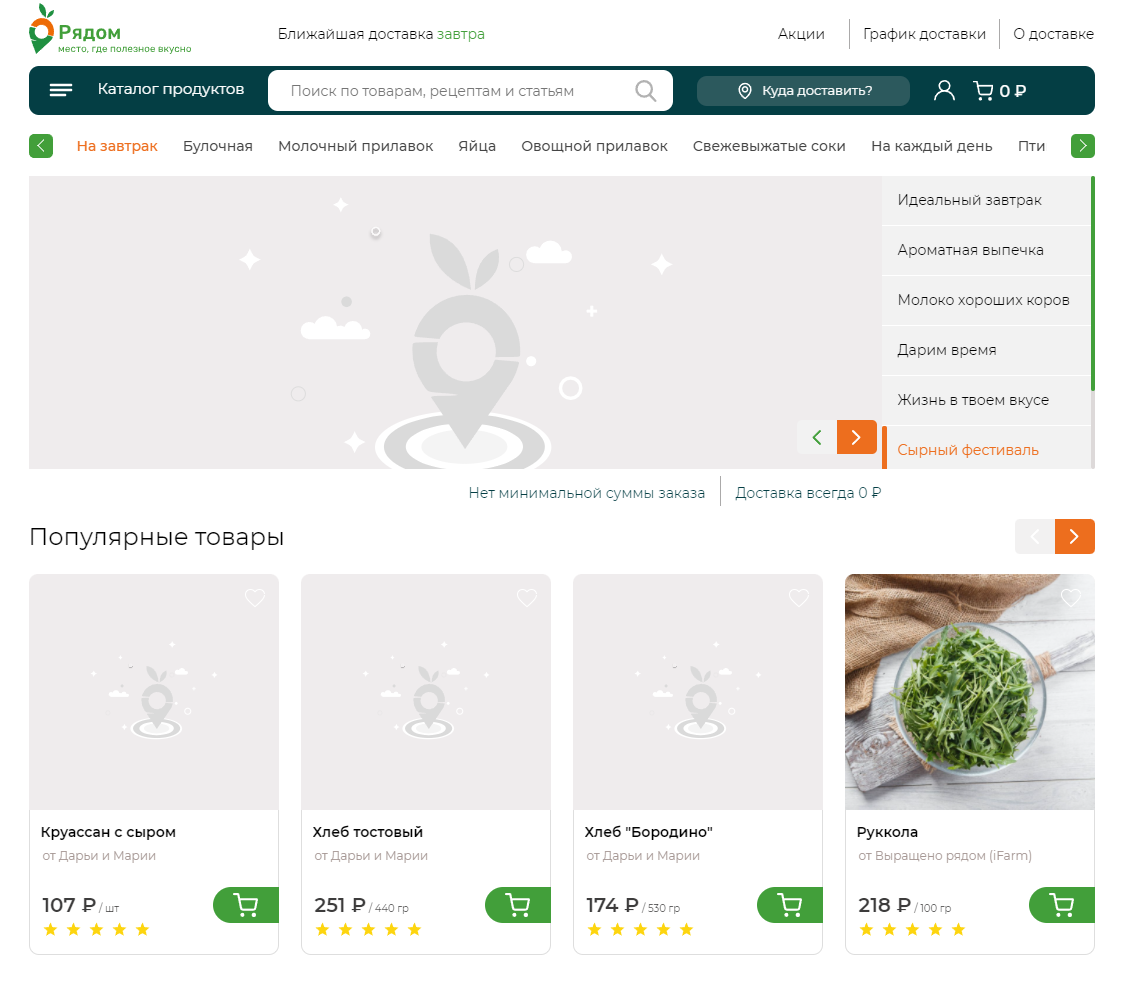 Рядом
место, где полезное вкусно
Ближайшая доставка завтра
Акции
График доставки
О доставке
Каталог продуктов
Поиск по товарам, рецептам и статьям
Куда доставить?
0 ₽
На завтрак
Булочная
Молочный прилавок
Яйца
Овощной прилавок
Свежевыжатые соки
На каждый день
Пти
Идеальный завтрак
Ароматная выпечка
Молоко хороших коров
Дарим время
Жизнь в твоем вкусе
Сырный фестиваль
Нет минимальной суммы заказа
Доставка всегда 0 ₽
Популярные товары
Круассан с сыром
от Дарьи и Марии
107 ₽ / шт
Хлеб тостовый
от Дарьи и Марии
251 ₽ / 440 гр
Хлеб "Бородино"
от Дарьи и Марии
174 ₽ / 530 гр
Руккола
от Выращено рядом (iFarm)
218 ₽ / 100 гр